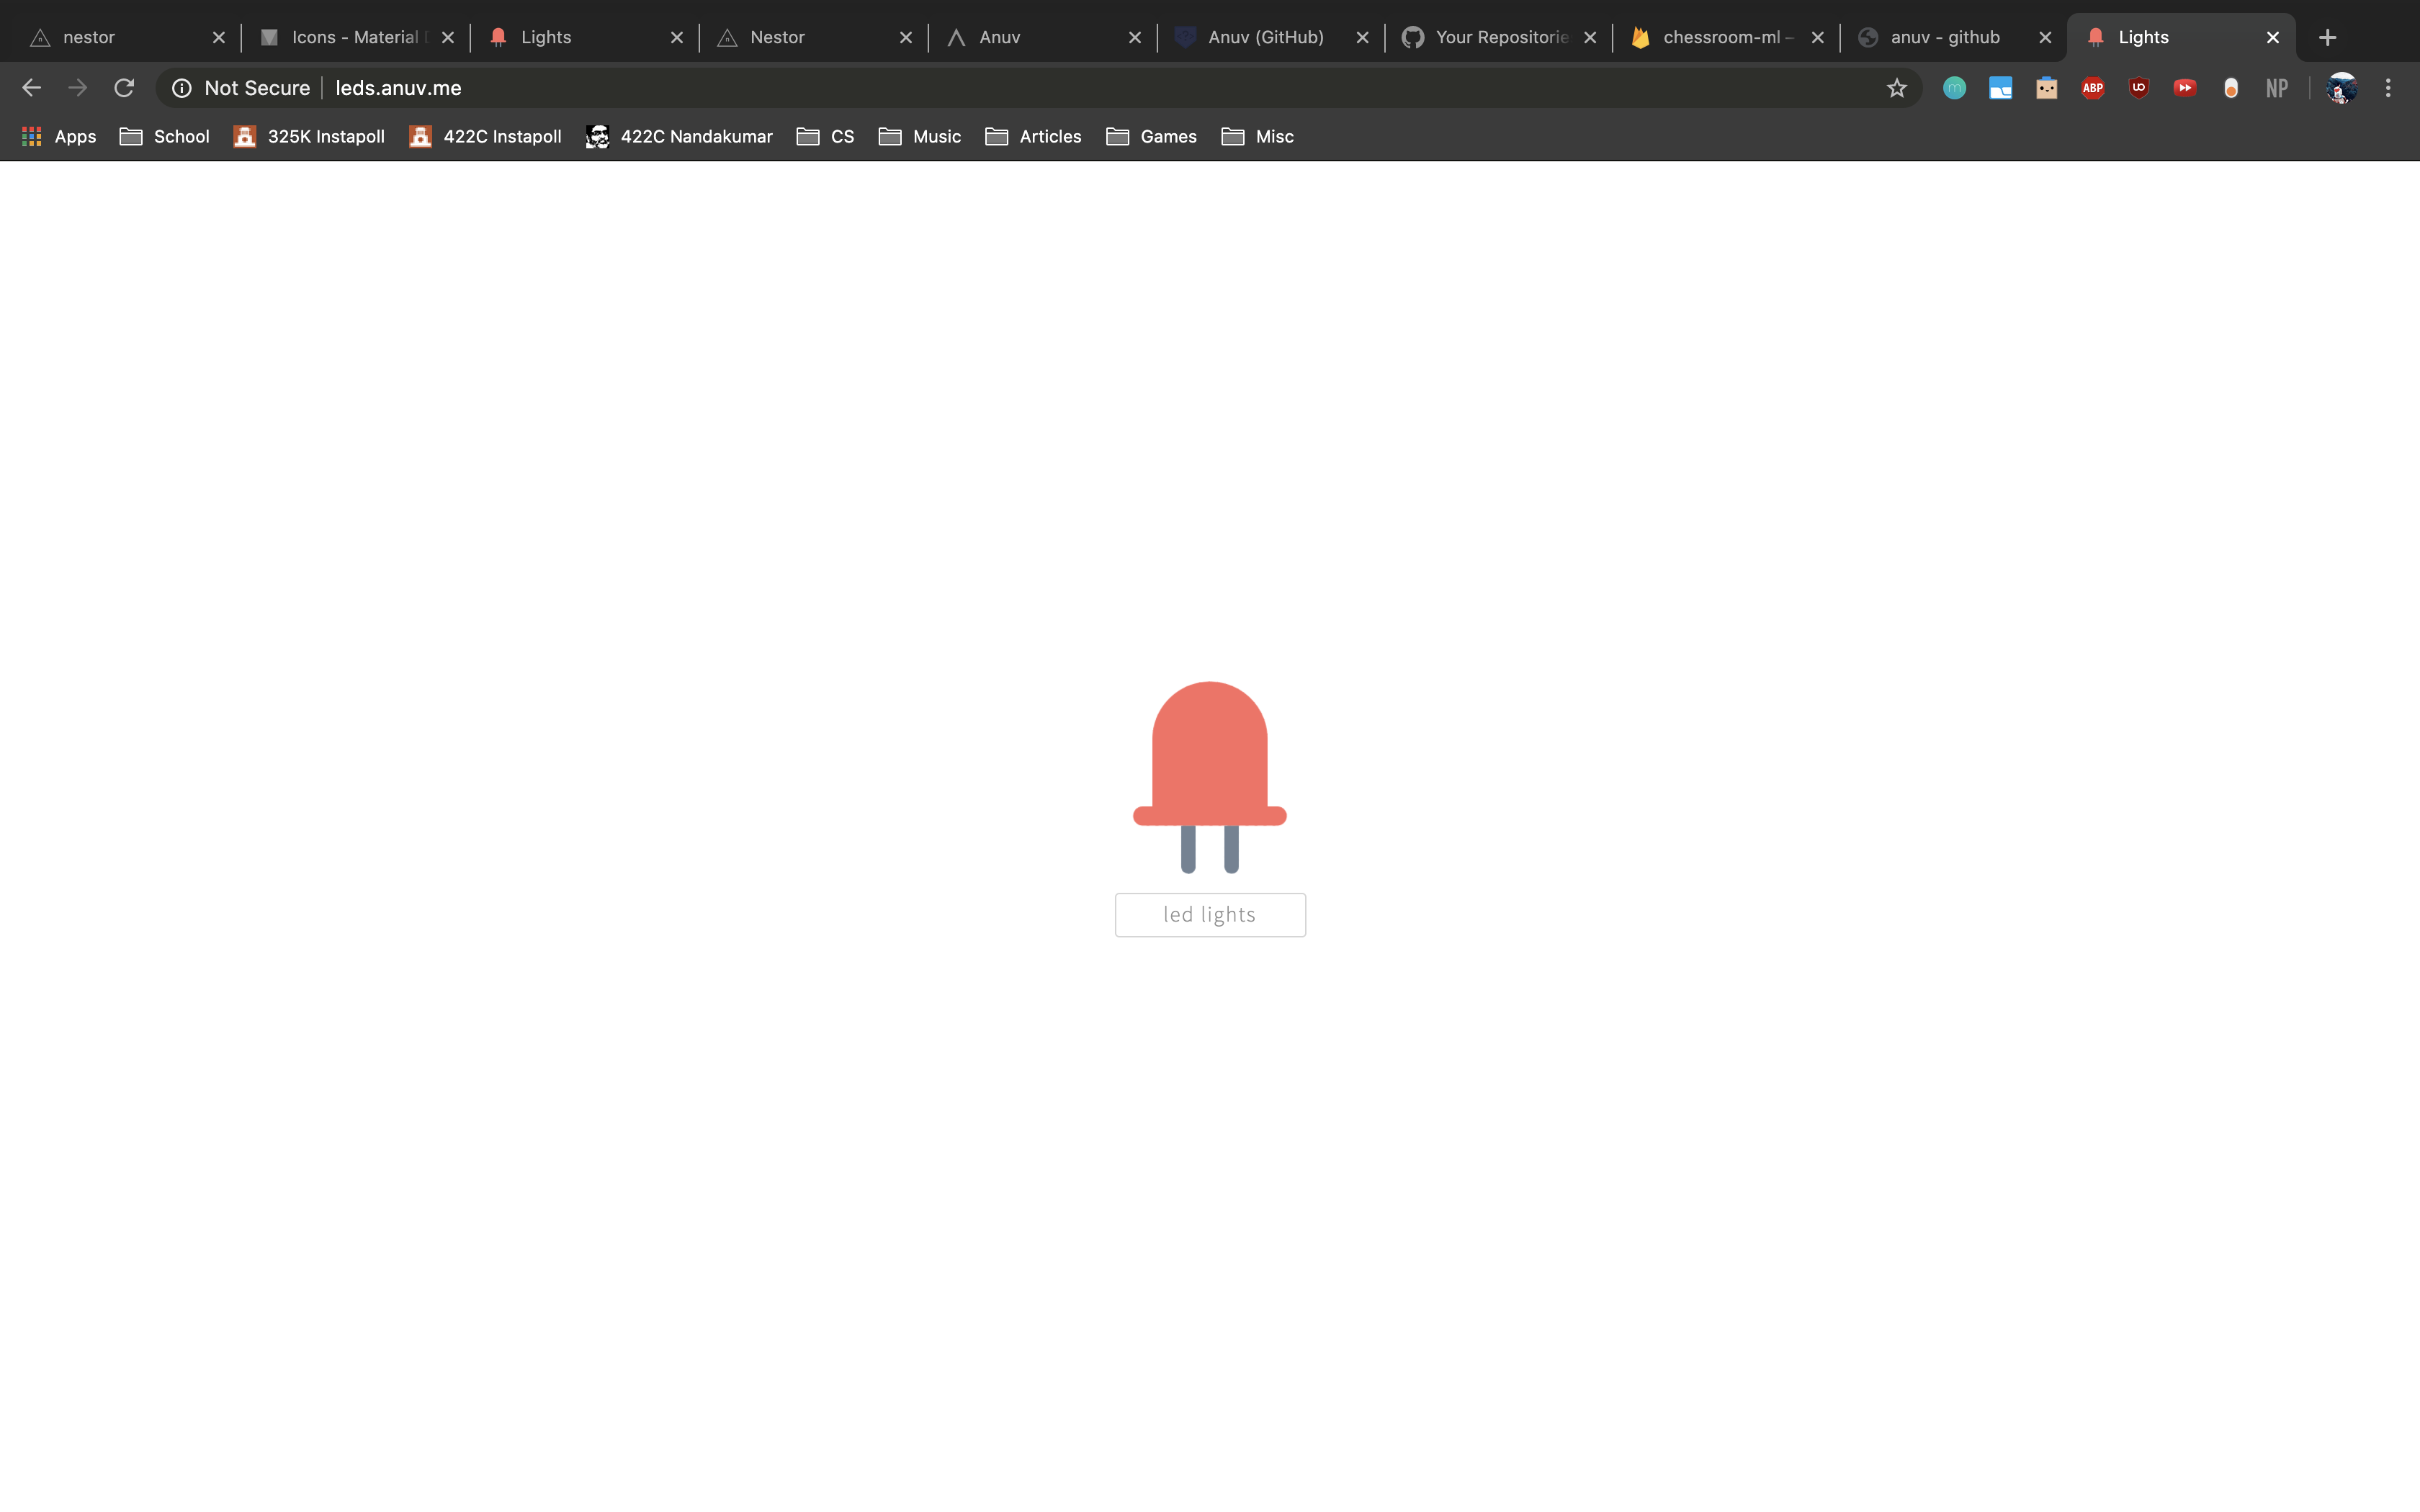 nestor
Icons - Material
Lights
Nestor
Anuv
Anuv (GitHub)
Your Repositorie
chessroom-ml –
anuv - github
Lights
Not Secure
leds.anuv.me
ABP
UO
NP
Apps
School
325K Instapoll
422C Instapoll
422C Nandakumar
CS
Music
Articles
Games
Misc
led lights